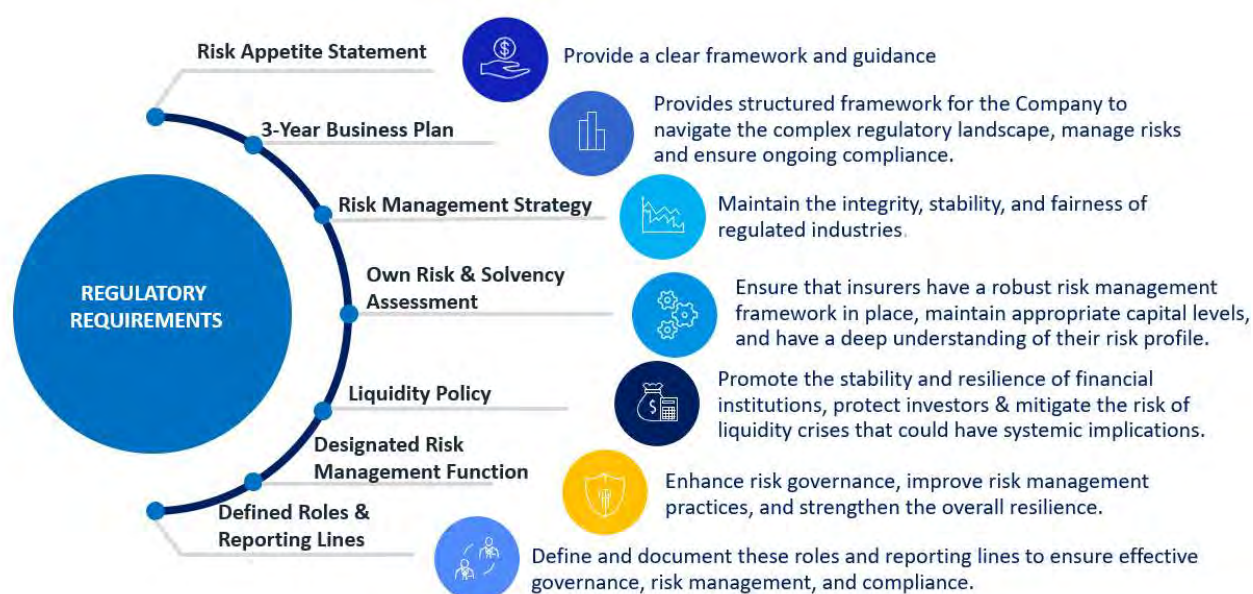 Risk Appetite Statement
Provide a clear framework and guidance
3-Year Business Plan
Provides structured framework for the Company to
navigate the complex regulatory landscape, manage risks
and ensure ongoing compliance.
Risk Management Strategy
Maintain the integrity, stability, and fairness of
regulated industries.
REGULATORY
REQUIREMENTS
Own Risk & Solvency
Assessment
Ensure that insurers have a robust risk management
framework in place, maintain appropriate capital levels,
and have a deep understanding of their risk profile.
Liquidity Policy
Promote the stability and resilience of financial
institutions, protect investors & mitigate the risk of
liquidity crises that could have systemic implications.
Designated Risk
Management Function
Enhance risk governance, improve risk management
practices, and strengthen the overall resilience.
Defined Roles &
Reporting Lines
Define and document these roles and reporting lines to ensure effective
governance, risk management, and compliance.